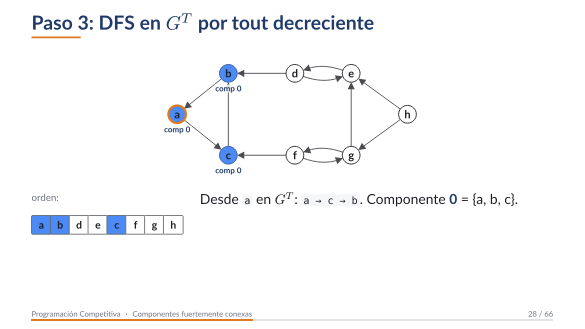 Paso 3: DFS en G^T por tout decreciente
b
d
e
comp 0
a
h
comp 0
c
f
g
comp 0
orden:
Desde a en G^T: a → c → b. Componente 0 = {a, b, c}.
a b d e c f g h
Programación Competitiva · Componentes fuertemente conexas
28 / 66